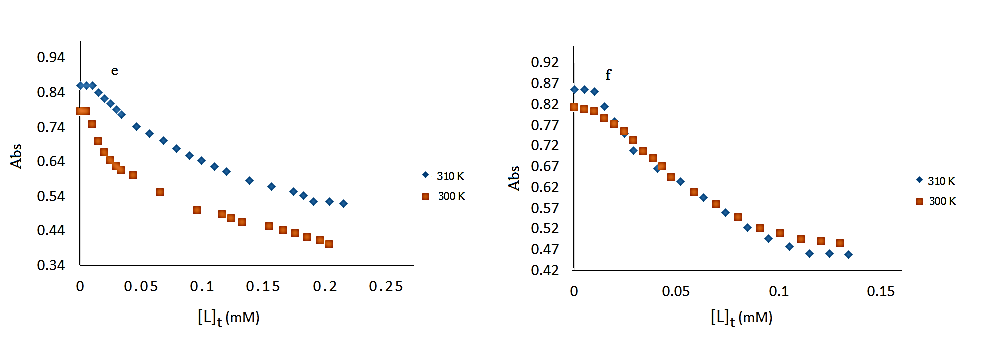 e
Abs
0.94
0.84
0.74
0.64
0.54
0.44
0.34
0 0.05 0.1 0.15 0.2 0.25
[L]t (mM)
310 K
300 K
f
Abs
0.92
0.87
0.82
0.77
0.72
0.67
0.62
0.57
0.52
0.47
0.42
0 0.05 0.1 0.15
[L]t (mM)
310 K
300 K